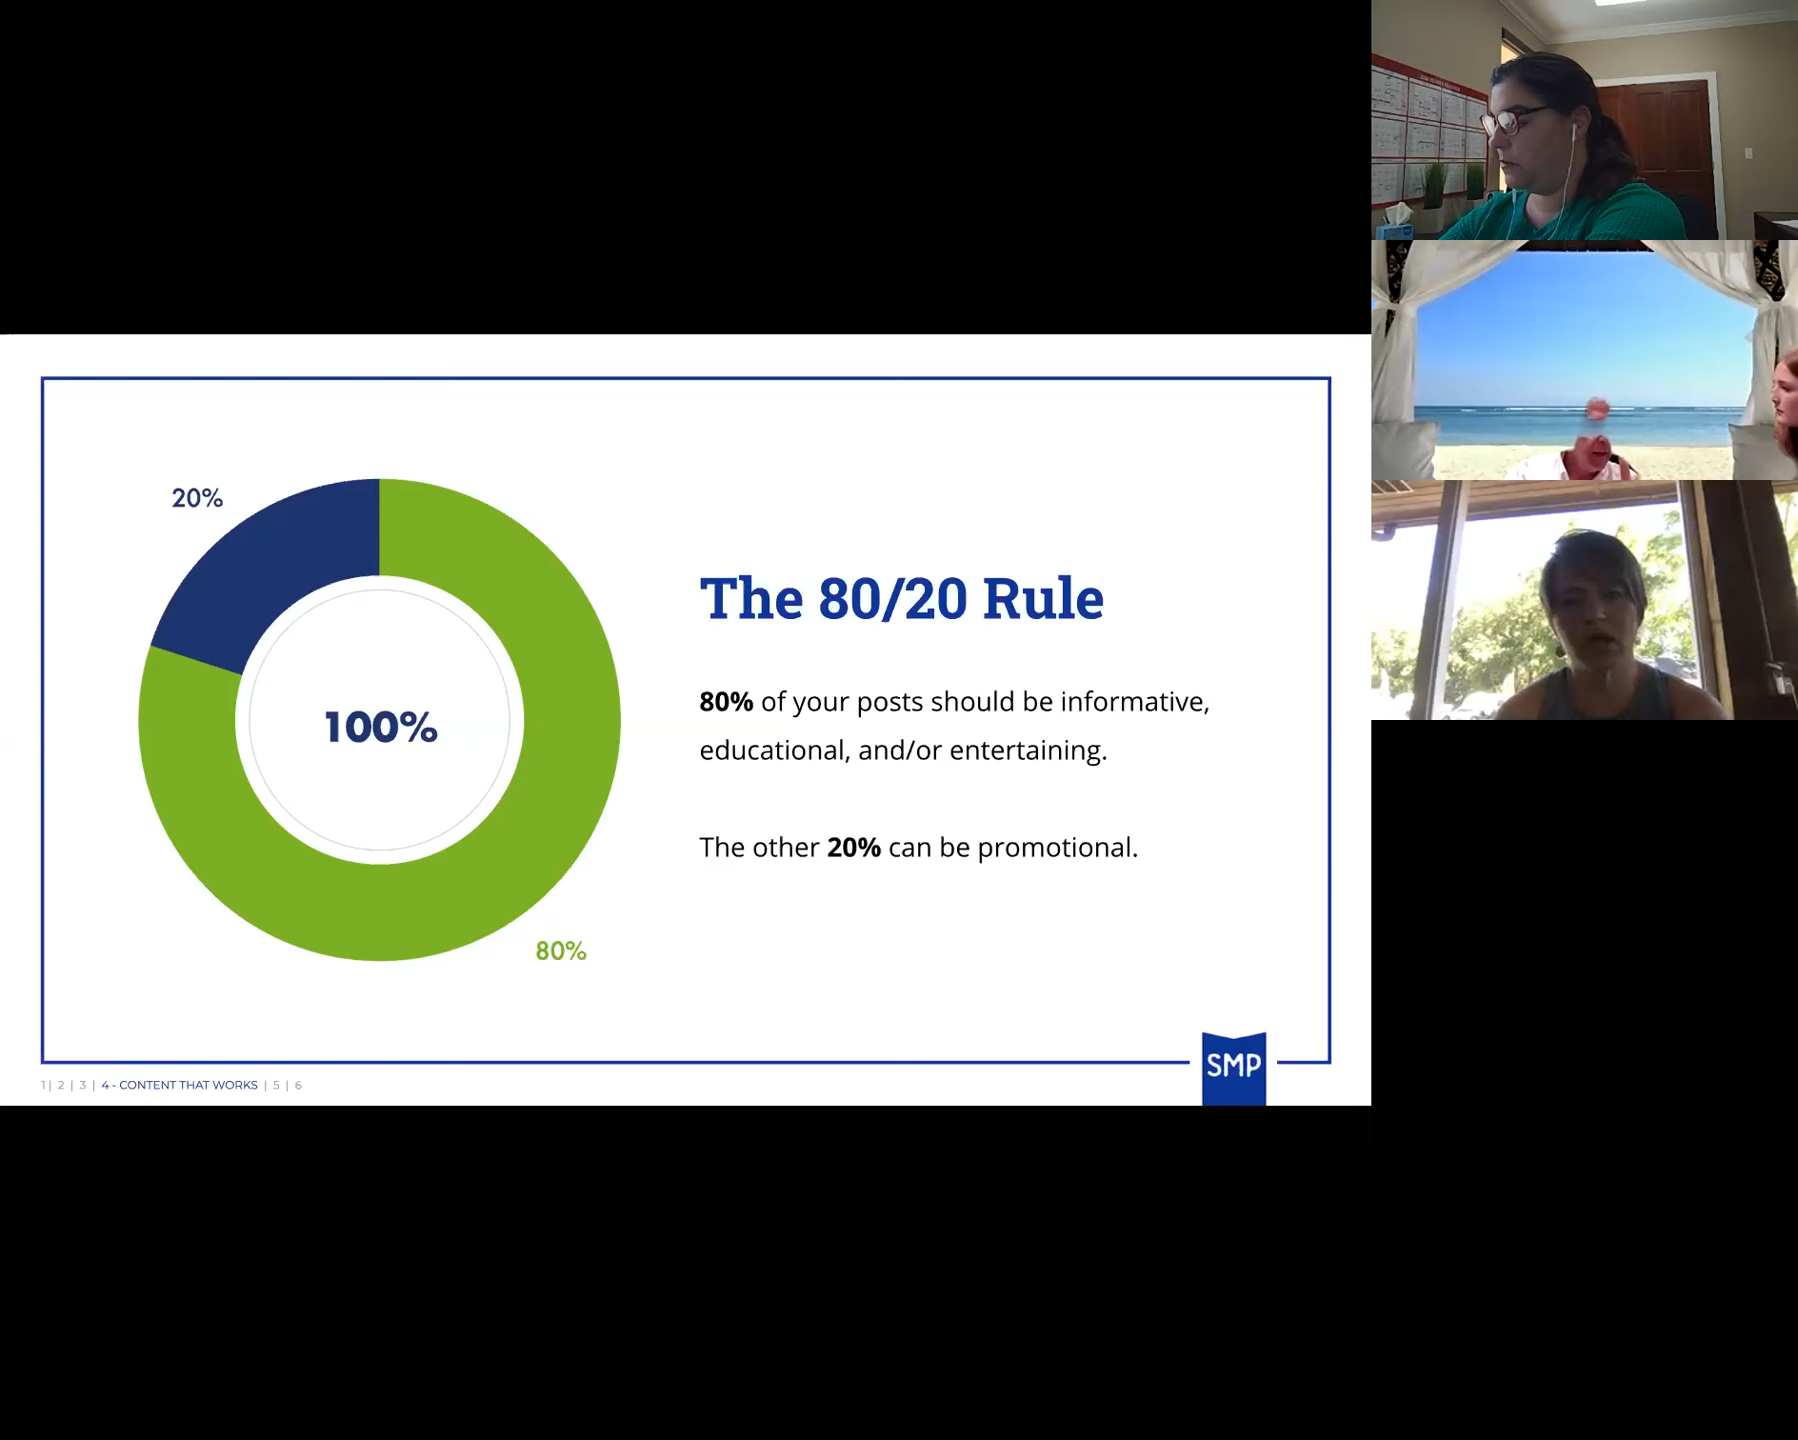 20%
100%
80%
The 80/20 Rule
80% of your posts should be informative,
educational, and/or entertaining.
The other 20% can be promotional.
SMP
1| 2 | 3 | 4 - CONTENT THAT WORKS | 5 | 6